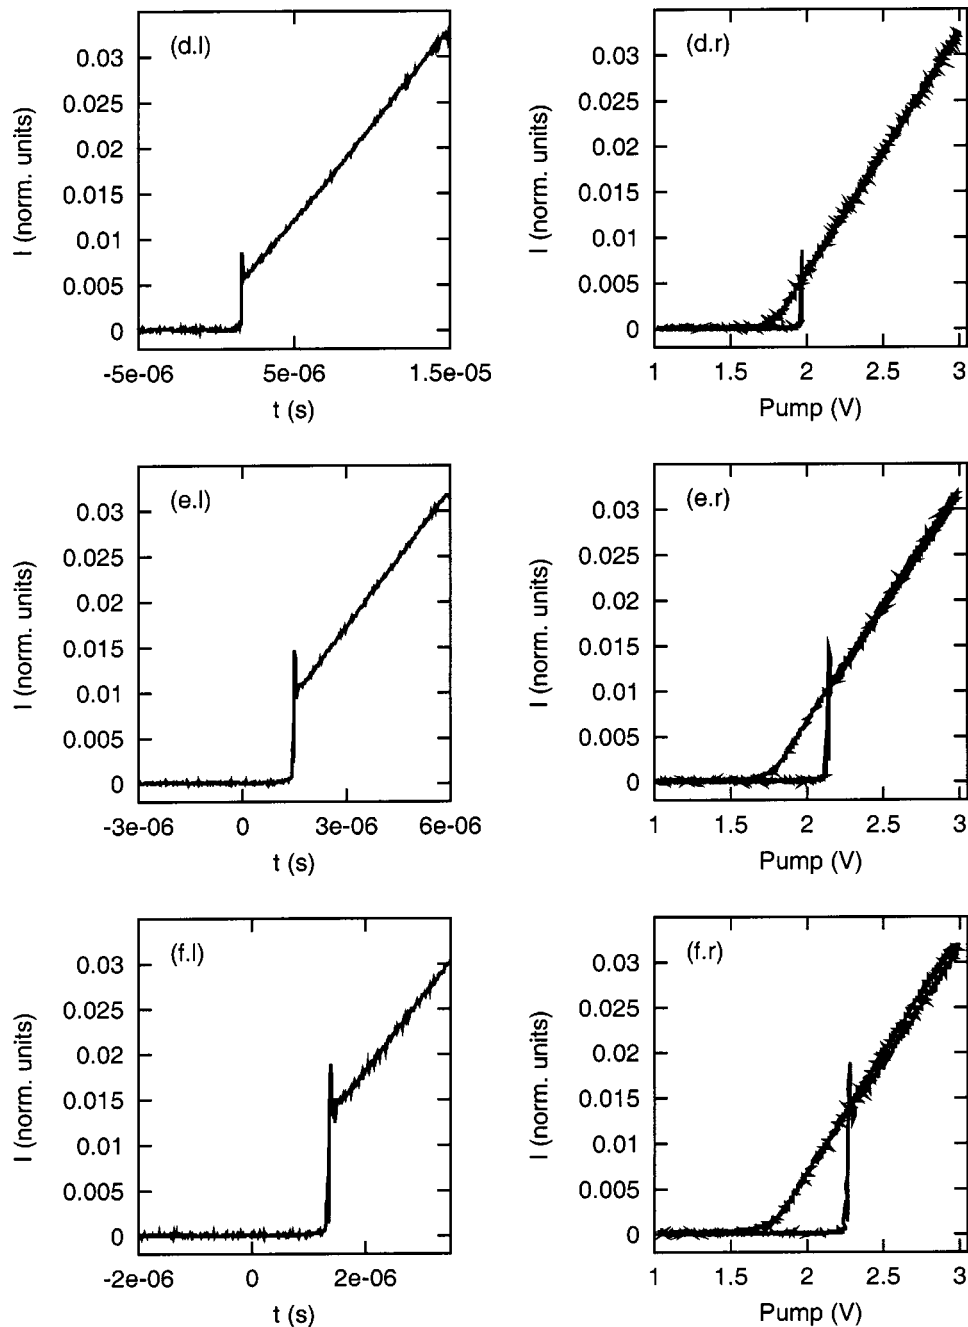 (d.l)
I (norm. units)
0.03
0.025
0.02
0.015
0.01
0.005
0
-5e-06 5e-06 1.5e-05
t (s)
(d.r)
I (norm. units)
0.03
0.025
0.02
0.015
0.01
0.005
0
1 1.5 2 2.5 3
Pump (V)
(e.l)
I (norm. units)
0.03
0.025
0.02
0.015
0.01
0.005
0
-3e-06 0 3e-06 6e-06
t (s)
(e.r)
I (norm. units)
0.03
0.025
0.02
0.015
0.01
0.005
0
1 1.5 2 2.5 3
Pump (V)
(f.l)
I (norm. units)
0.03
0.025
0.02
0.015
0.01
0.005
0
-2e-06 0 2e-06
t (s)
(f.r)
I (norm. units)
0.03
0.025
0.02
0.015
0.01
0.005
0
1 1.5 2 2.5 3
Pump (V)